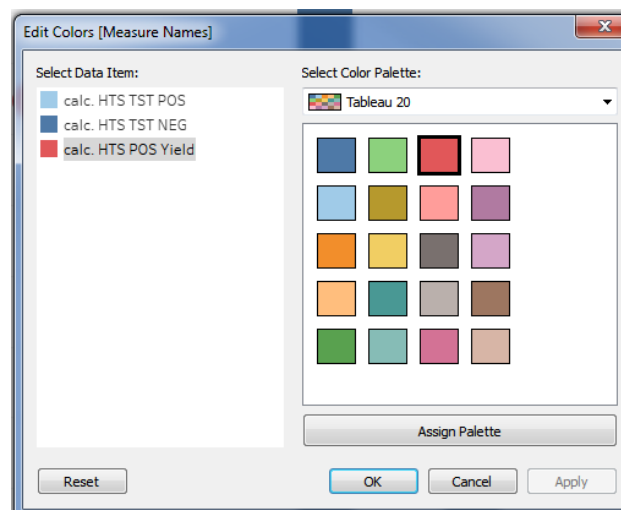 Edit Colors [Measure Names]
Select Data Item:
calc. HTS TST POS
calc. HTS TST NEG
calc. HTS POS Yield
Select Color Palette:
Tableau 20
Assign Palette
Reset
OK
Cancel
Apply